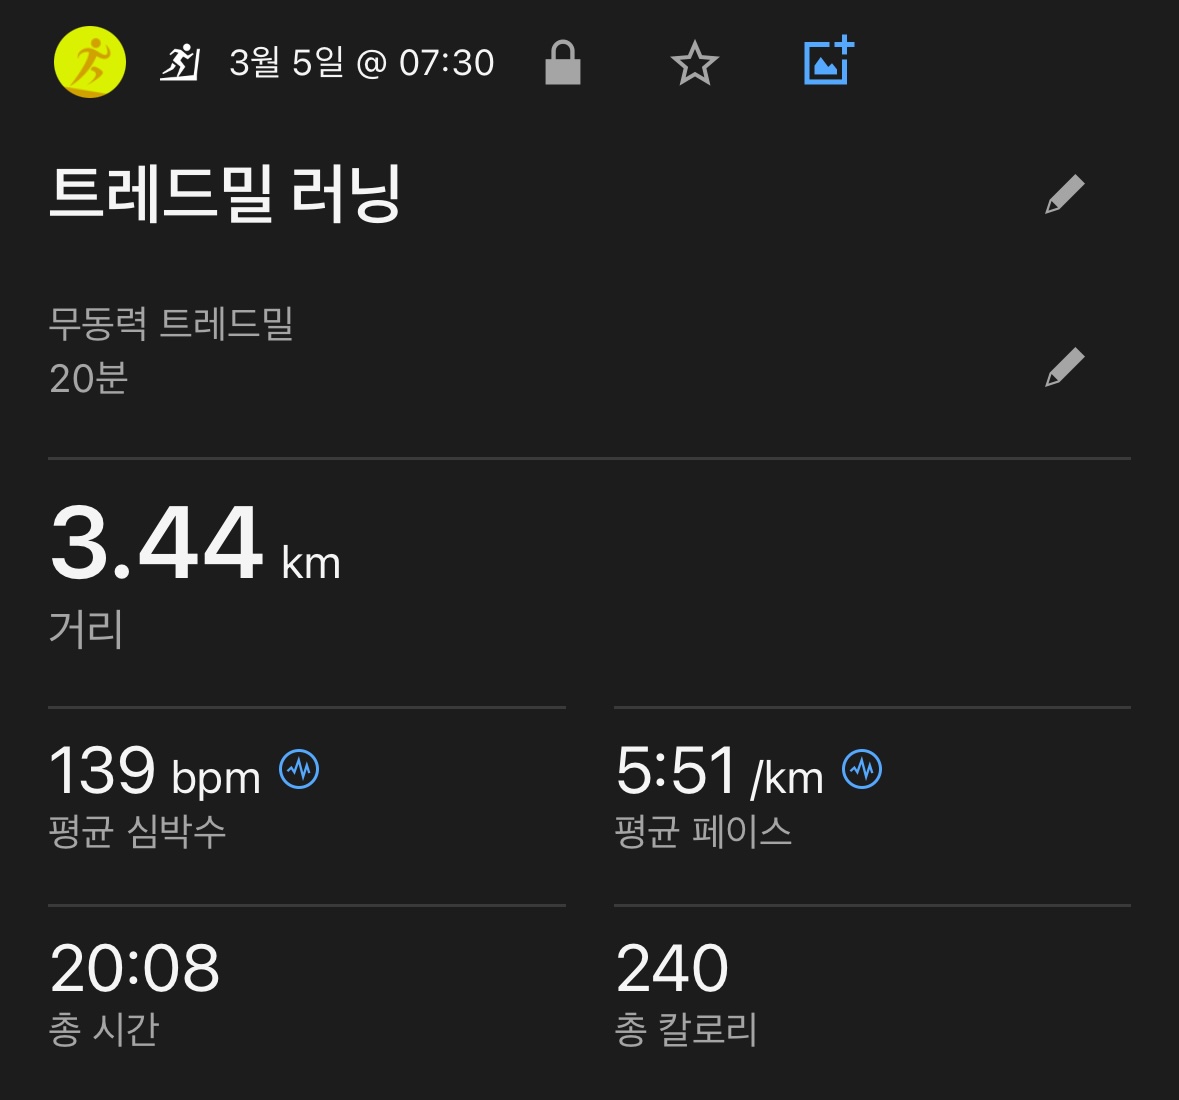 3월 5일 @ 07:30
트레드밀 러닝
무동력 트레드밀
20분
3.44 km
거리
139 bpm
평균 심박수
5:51 /km
평균 페이스
20:08
총 시간
240
총 칼로리